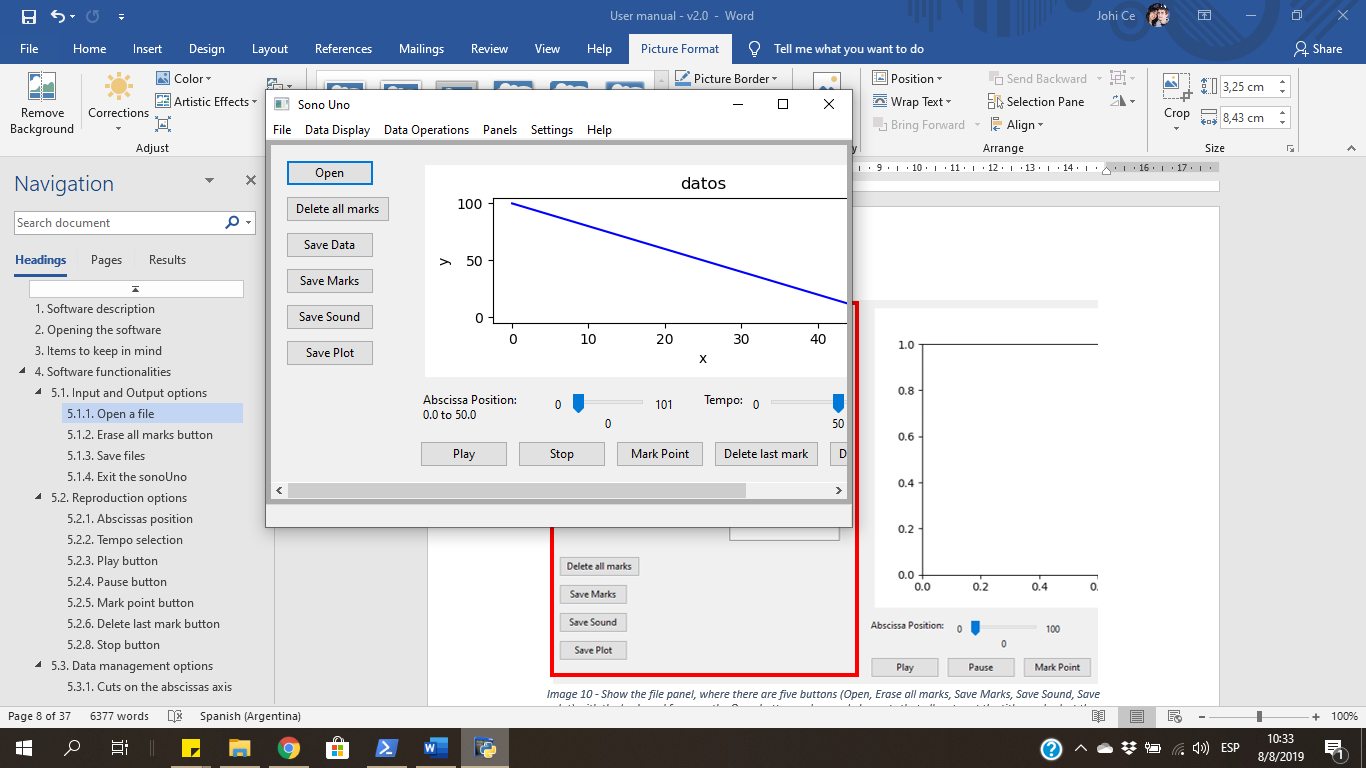 User manual - v2.0 - Word
Johi Ce
File Home Insert Design Layout References Mailings Review View Help Picture Format Tell me what you want to do Share
Remove Background
Corrections
Color
Artistic Effects
Adjust
Picture Border
Position
Wrap Text
Bring Forward
Send Backward
Selection Pane
Align
Arrange
Crop
3,25 cm
8,43 cm
Size
Navigation
Search document
Headings Pages Results
1. Software description
2. Opening the software
3. Items to keep in mind
4. Software functionalities
5.1. Input and Output options
5.1.1. Open a file
5.1.2. Erase all marks button
5.1.3. Save files
5.1.4. Exit the sonoUno
5.2. Reproduction options
5.2.1. Abscissas position
5.2.2. Tempo selection
5.2.3. Play button
5.2.4. Pause button
5.2.5. Mark point button
5.2.6. Delete last mark button
5.2.8. Stop button
5.3. Data management options
5.3.1. Cuts on the abscissas axis
Sono Uno
File Data Display Data Operations Panels Settings Help
Open
Delete all marks
Save Data
Save Marks
Save Sound
Save Plot
datos
100
50
0
y
0 10 20 30 40
x
Abscissa Position:
0.0 to 50.0
0 101
0
Tempo: 0
50
Play Stop Mark Point Delete last mark D
9 10 11 12 13 14 16 17
Delete all marks
Save Marks
Save Sound
Save Plot
1.0
0.8
0.6
0.4
0.2
0.0
0.0 0.2 0.4
Abscissa Position: 0 100
0
Play Pause Mark Point
Image 10 - Show the file panel, where there are five buttons (Open, Erase all marks, Save Marks, Save Sound, Save
Page 8 of 37 6377 words Spanish (Argentina) 100%
ESP
10:33
8/8/2019
1